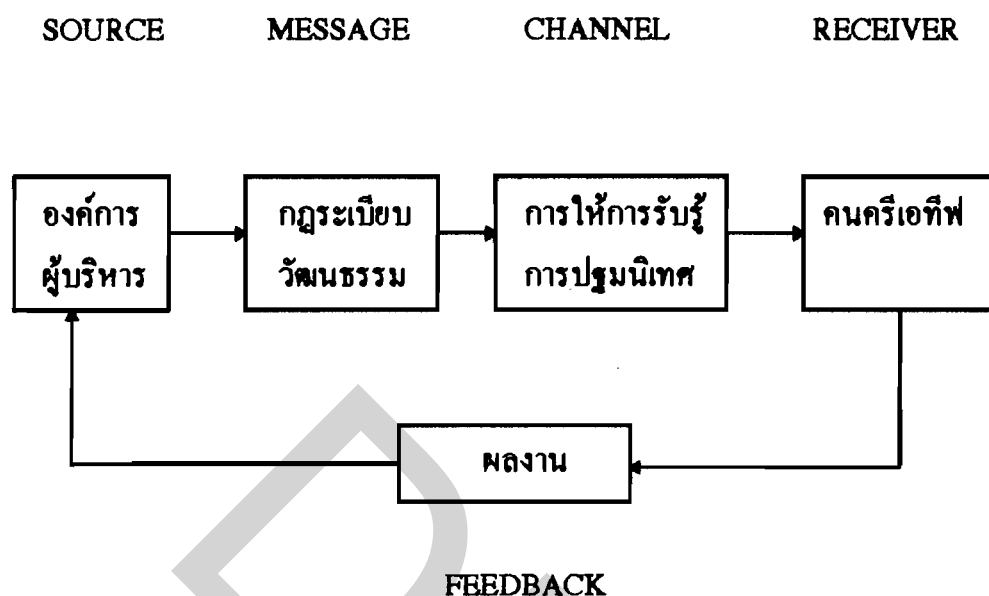 SOURCE MESSAGE CHANNEL RECEIVER
องค์การ
ผู้บริหาร
กฎระเบียบ
วัฒนธรรม
การให้การรับรู้
การปฐมนิเทศ
คนครีเอทีฟ
ผลงาน
FEEDBACK